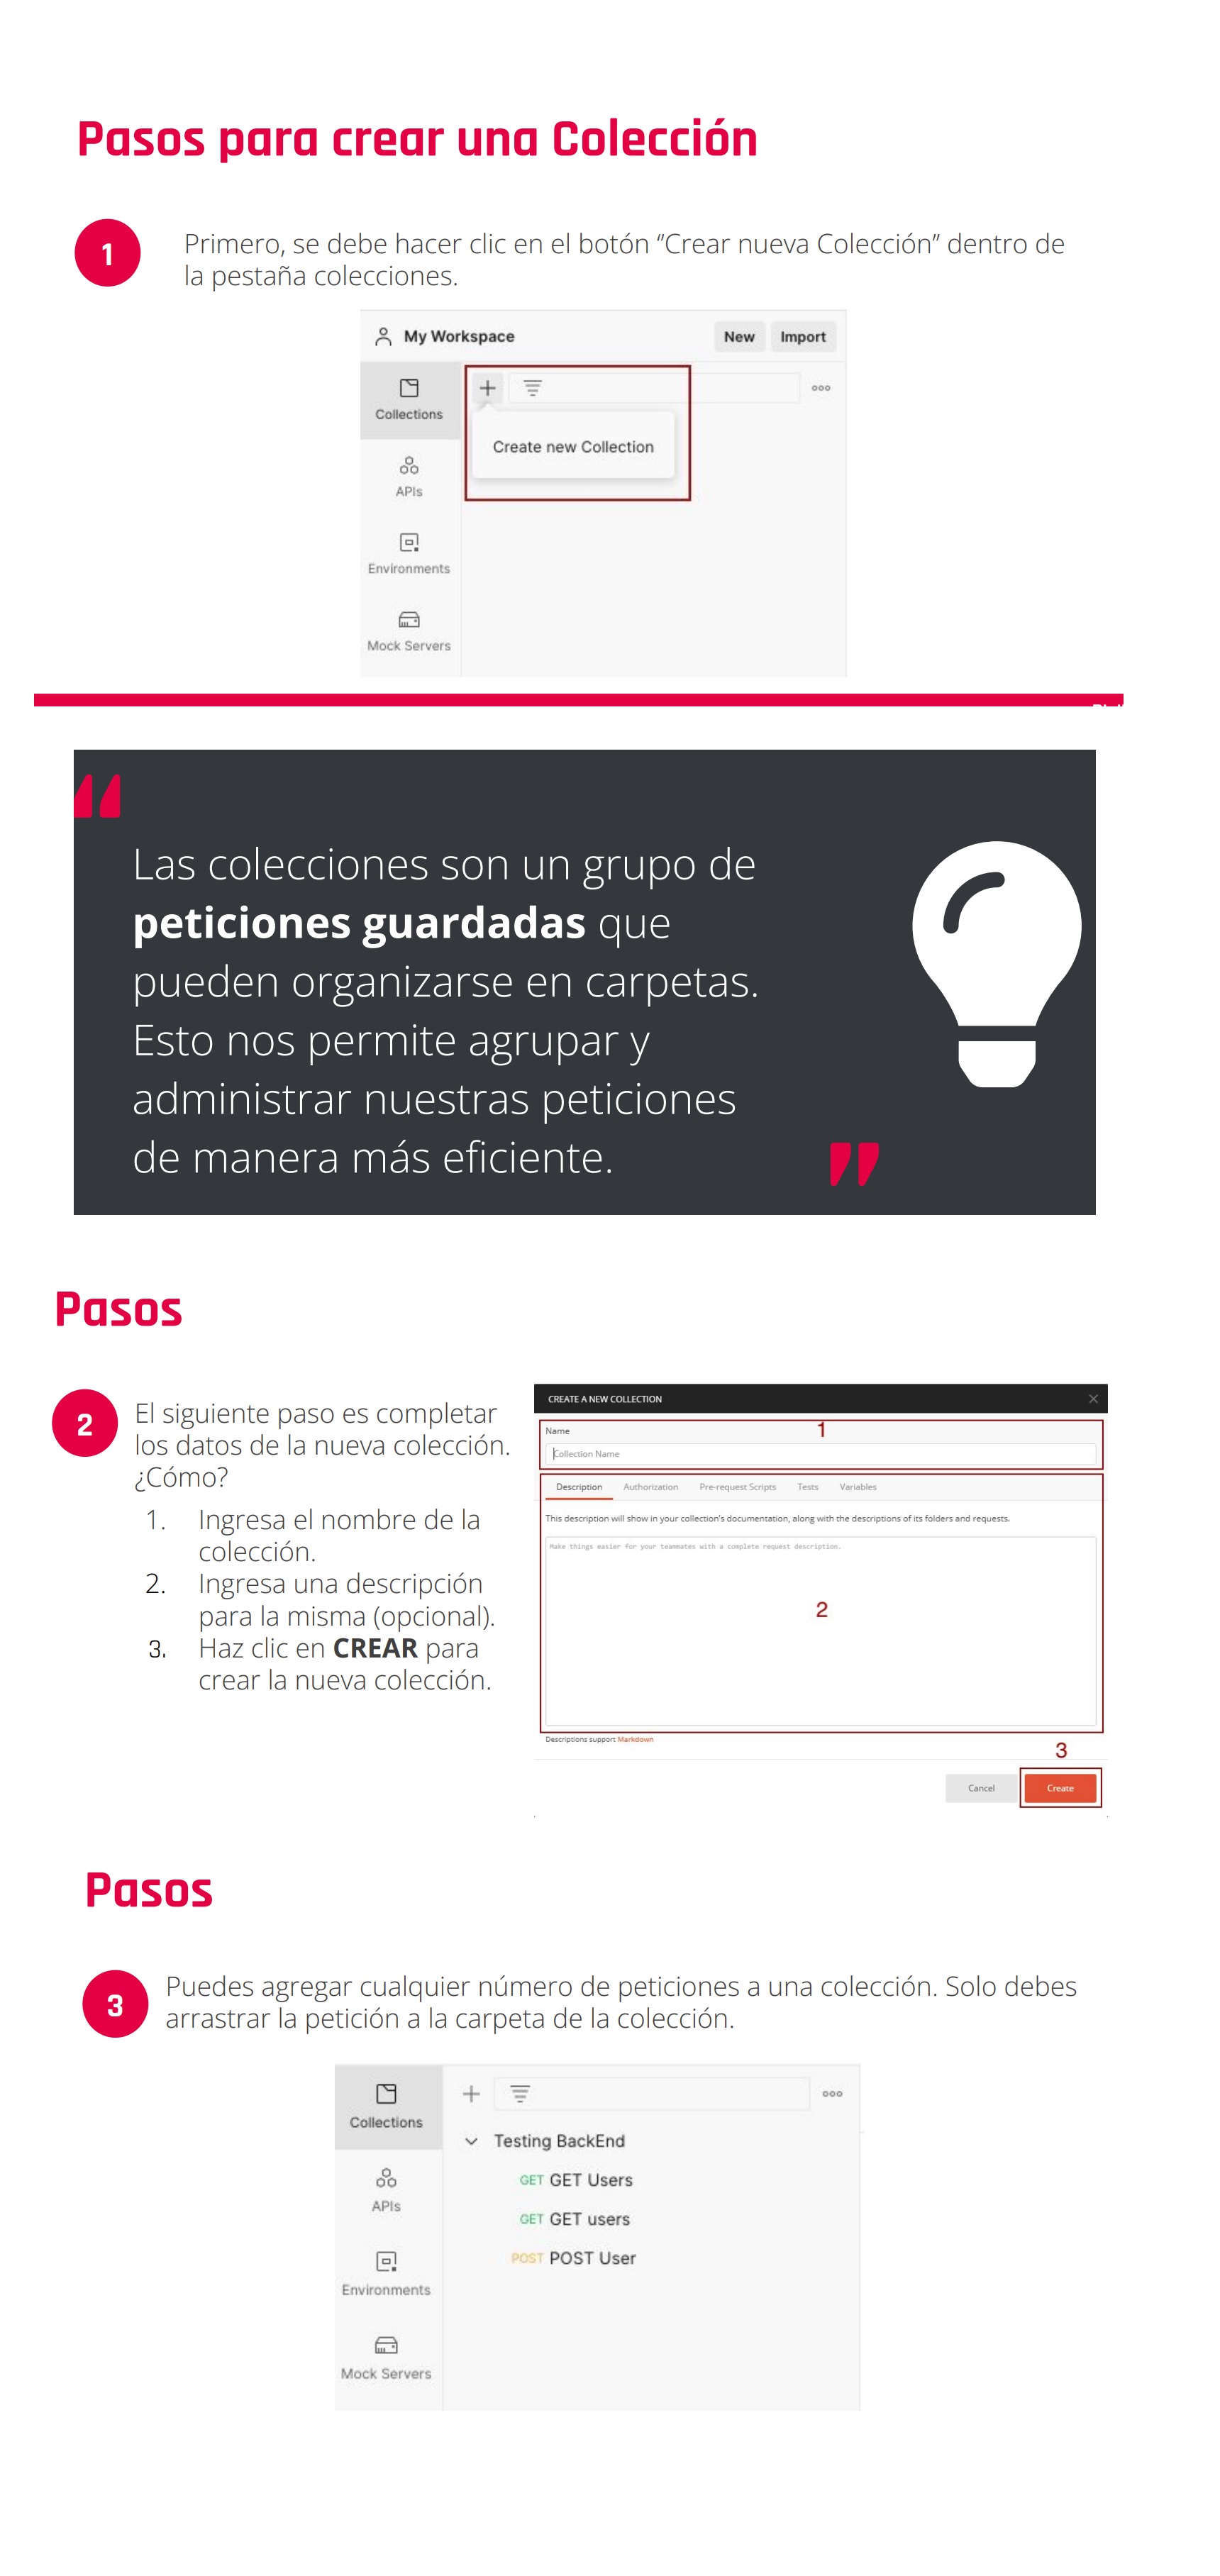 Pasos para crear una Colección
1
Primero, se debe hacer clic en el botón “Crear nueva Colección” dentro de
la pestaña colecciones.
My Workspace
New
Import
Collections
Create new Collection
APIs
Environments
Mock Servers
“
Las colecciones son un grupo de
peticiones guardadas que
pueden organizarse en carpetas.
Esto nos permite agrupar y
administrar nuestras peticiones
de manera más eficiente.
”
Pasos
2
El siguiente paso es completar
los datos de la nueva colección.
¿Cómo?
1. Ingresa el nombre de la
colección.
2. Ingresa una descripción
para la misma (opcional).
3. Haz clic en CREAR para
crear la nueva colección.
CREATE A NEW COLLECTION
Name
1
Collection Name
Description Authorization Pre-request Scripts Tests Variables
This description will show in your collection's documentation, along with the descriptions of its folders and requests.
Make things easier for your teammates with a complete request description.
2
Descriptions support Markdown
3
Cancel
Create
Pasos
3
Puedes agregar cualquier número de peticiones a una colección. Solo debes
arrastrar la petición a la carpeta de la colección.
Collections
Testing BackEnd
GET GET Users
APIs
GET GET users
POST POST User
Environments
Mock Servers